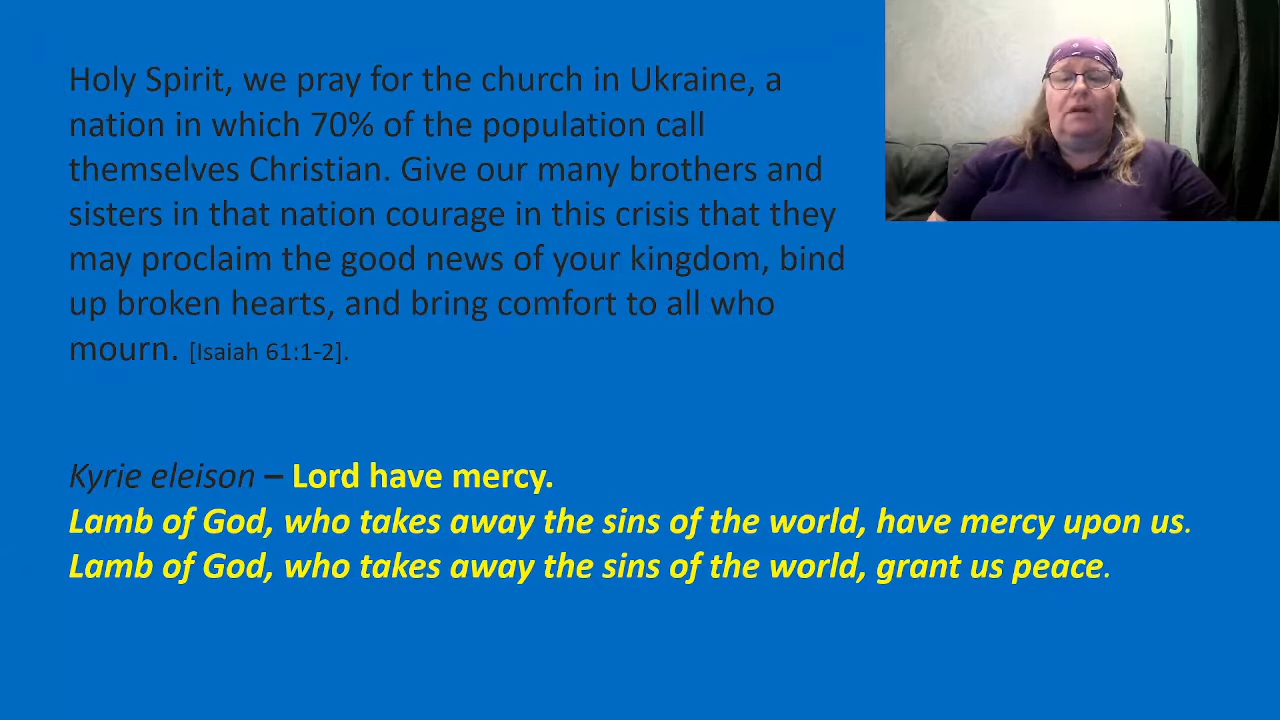 Holy Spirit, we pray for the church in Ukraine, a
nation in which 70% of the population call
themselves Christian. Give our many brothers and
sisters in that nation courage in this crisis that they
may proclaim the good news of your kingdom, bind
up broken hearts, and bring comfort to all who
mourn. [Isaiah 61:1-2].
Kyrie eleison – Lord have mercy.
Lamb of God, who takes away the sins of the world, have mercy upon us.
Lamb of God, who takes away the sins of the world, grant us peace.